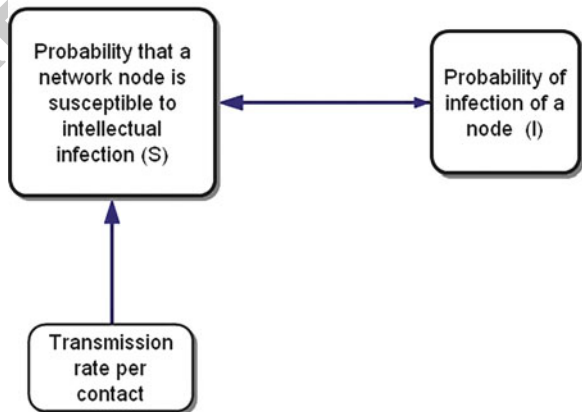 Probability that a
network node is
susceptible to
intellectual
infection (S)
Probability of
infection of a
node (I)
Transmission
rate per
contact